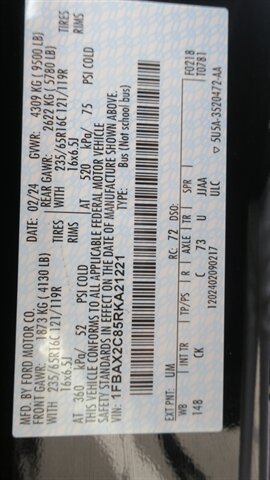 MFD. BY FORD MOTOR CO.
DATE: 02/24 GVWR: 4309 KG (9500 LB)
FRONT GAWR: 1873 KG (4130 LB) REAR GAWR: 2622 KG (5780 LB)
235/65R16C 121/119R TIRES WITH 235/65R16C 121/119R TIRES
16x6.5J RIMS 16x6.5J RIMS
AT 360 kPa/ 52 PSI COLD AT 520 kPa/ 75 PSI COLD
THIS VEHICLE CONFORMS TO ALL APPLICABLE FEDERAL MOTOR VEHICLE
SAFETY STANDARDS IN EFFECT ON THE DATE OF MANUFACTURE SHOWN ABOVE.
VIN: 1FBAX2C85RKA21221 TYPE: Bus (Not school bus)
F0218
T0781
EXT PNT: UM RC: 72 DSO:
WB INT TR TP/PS R AXLE TR SPR
148 CK C 73 U JJAA
ULC
1202402090217 5U5A-3520472-AA